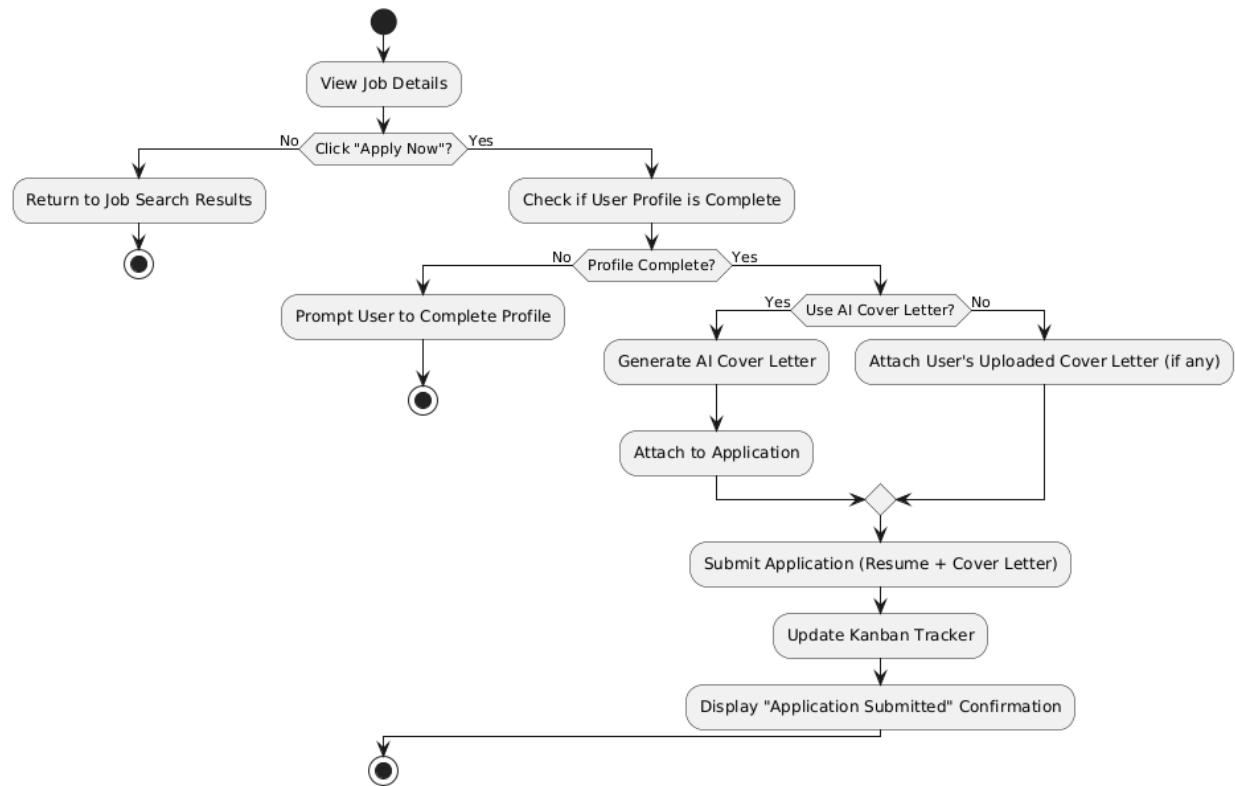 View Job Details
No
Click "Apply Now"?
Yes
Return to Job Search Results
Check if User Profile is Complete
No
Profile Complete?
Yes
Prompt User to Complete Profile
Yes
Use AI Cover Letter?
No
Generate AI Cover Letter
Attach User's Uploaded Cover Letter (if any)
Attach to Application
Submit Application (Resume + Cover Letter)
Update Kanban Tracker
Display "Application Submitted" Confirmation